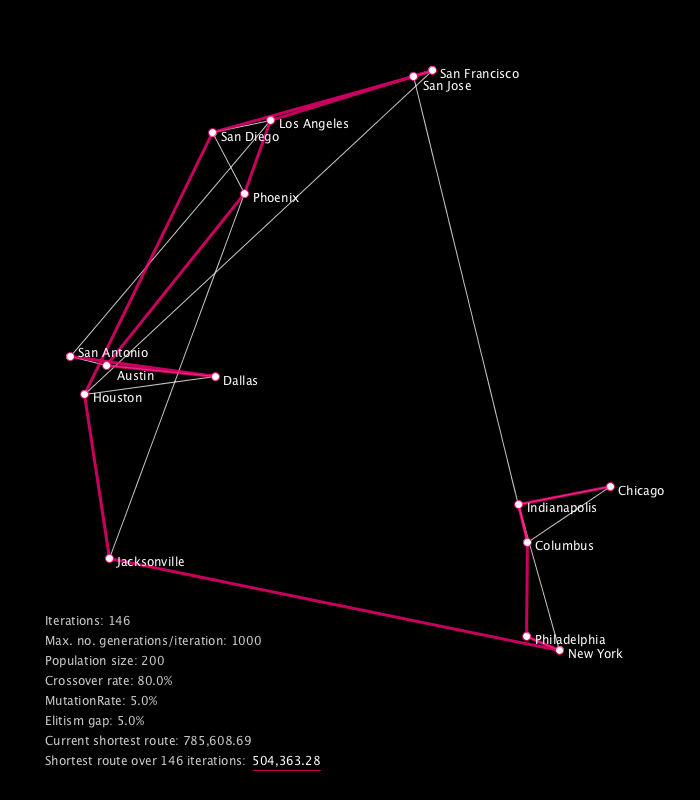 San Francisco
San Jose
Los Angeles
San Diego
Phoenix
San Antonio
Austin
Dallas
Houston
Chicago
Indianapolis
Columbus
Jacksonville
Philadelphia
New York
Iterations: 146
Max. no. generations/iteration: 1000
Population size: 200
Crossover rate: 80.0%
MutationRate: 5.0%
Elitism gap: 5.0%
Current shortest route: 785,608.69
Shortest route over 146 iterations: 504,363.28